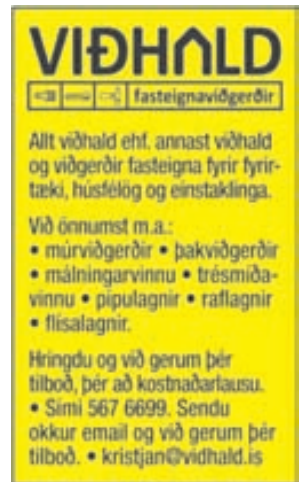 VIÐHALD
fasteignaviðgerðir
Allt viðhald ehf. annast viðhald
og viðgerðir fasteigna fyrir fyrir-
tæki, húsfélög og einstaklinga.
Við önnumst m.a.:
• múrviðgerðir • þakviðgerðir
• málningarvinnu • trésmíða-
vinnu • pípulagnir • raflagnir
• flísalagnir.
Hringdu og við gerum þér
tilboð, þér að kostnaðarlausu.
• Sími 567 6699. Sendu
okkur email og við gerum þér
tilboð. • kristjan@vidhald.is